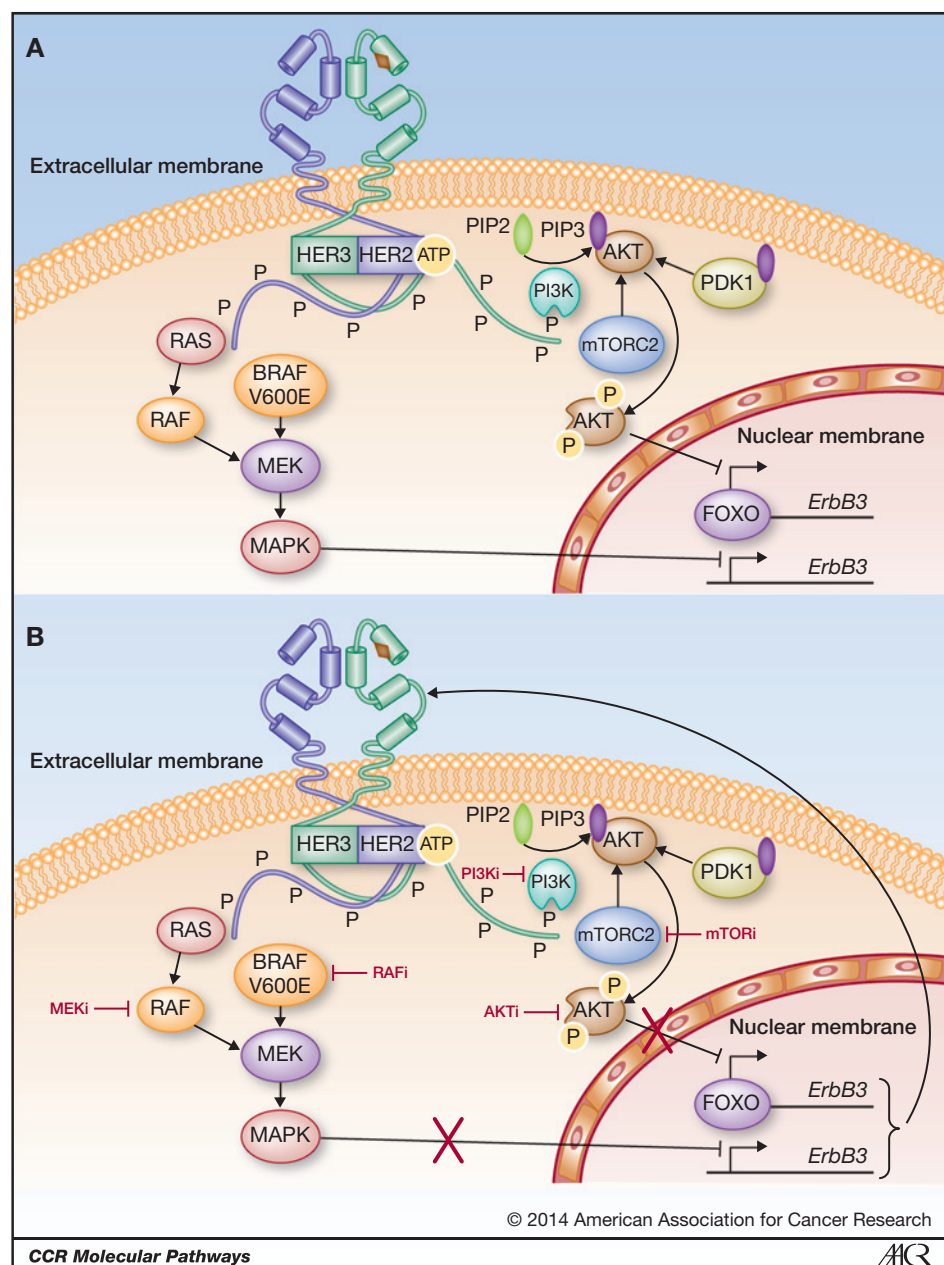 A
Extracellular membrane
PIP2
PIP3
AKT
HER3
HER2
ATP
PDK1
P
P
P
P
P
P
P
PI3K
P
RAS
mTORC2
BRAF
V600E
P
RAF
AKT
P
Nuclear membrane
MEK
ErbB3
FOXO
MAPK
ErbB3
B
Extracellular membrane
PIP2
PIP3
AKT
HER3
HER2
ATP
PDK1
P
P
P
P
P
P
P
PI3Ki
PI3K
P
RAS
mTORC2
mTORi
BRAF
V600E
RAFi
P
MEKi
RAF
AKTi
AKT
P
Nuclear membrane
MEK
ErbB3
FOXO
MAPK
ErbB3
© 2014 American Association for Cancer Research
CCR Molecular Pathways
AACR